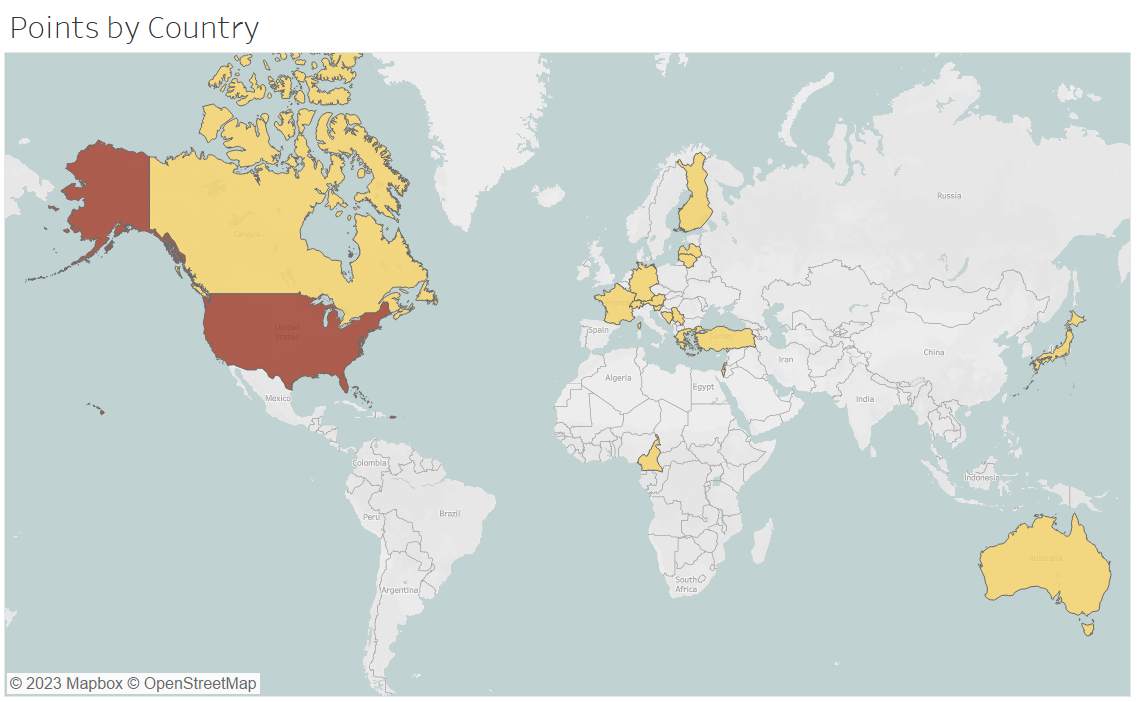 Points by Country
Russia
Canada
United
States
Spain
Turkey
China
Iran
Algeria
Egypt
India
Mexico
Colombia
Indonesia
Peru
Brazil
Australia
South
Africa
Argentina
© 2023 Mapbox © OpenStreetMap